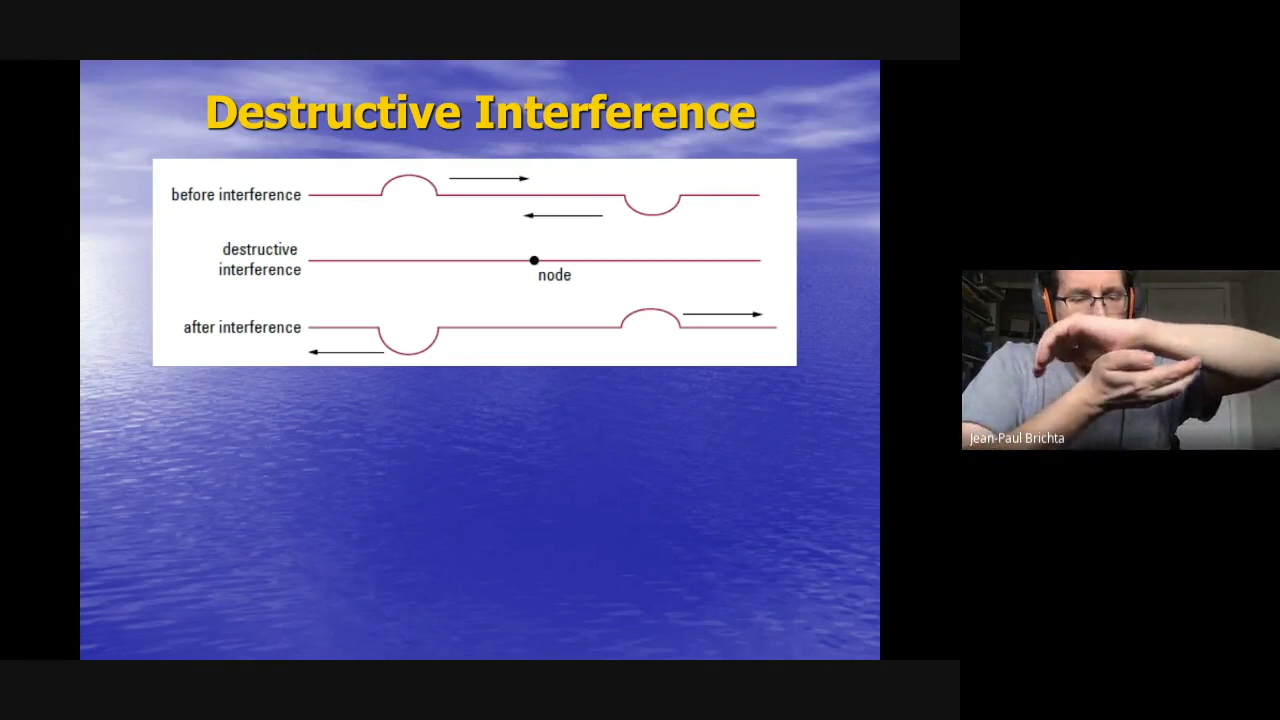 Destructive Interference
before interference
destructive
interference
node
after interference
Jean-Paul Brichta